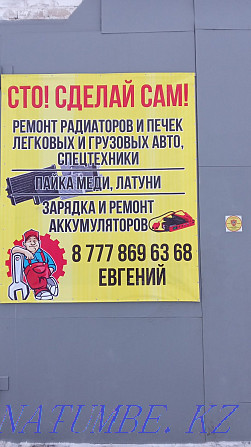 СТО! СДЕЛАЙ САМ!
РЕМОНТ РАДИАТОРОВ И ПЕЧЕК
ЛЕГКОВЫХ И ГРУЗОВЫХ АВТО,
СПЕЦТЕХНИКИ
ПАЙКА МЕДИ, ЛАТУНИ
ЗАРЯДКА И РЕМОНТ
АККУМУЛЯТОРОВ
8 777 869 63 68
ЕВГЕНИЙ
NATUMBE.KZ